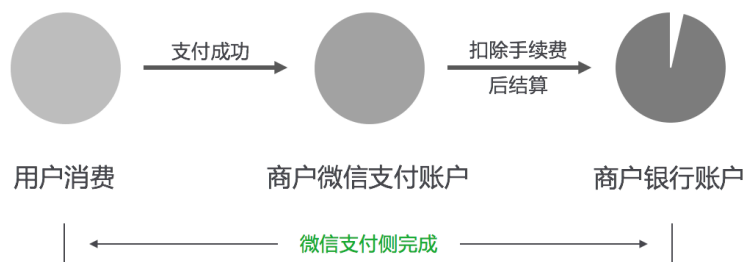 支付成功
扣除手续费
后结算
用户消费
商户微信支付账户
商户银行账户
微信支付侧完成